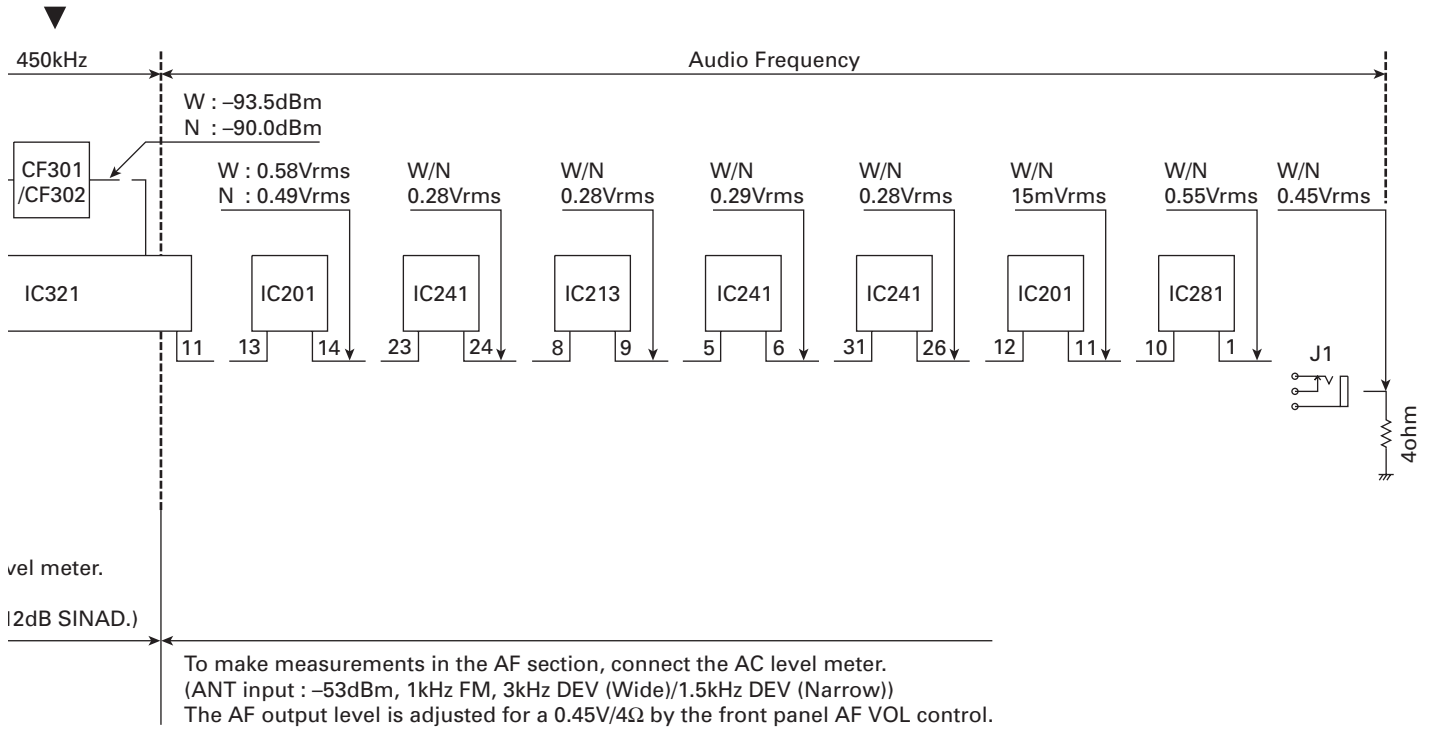 450kHz
Audio Frequency
W : –93.5dBm
N : –90.0dBm
CF301
/CF302
W : 0.58Vrms
N : 0.49Vrms
W/N
0.28Vrms
W/N
0.28Vrms
W/N
0.29Vrms
W/N
0.28Vrms
W/N
15mVrms
W/N
0.55Vrms
W/N
0.45Vrms
IC321
IC201
IC241
IC213
IC241
IC241
IC201
IC281
11
13
14
23
24
8
9
5
6
31
26
12
11
10
1
J1
4ohm
vel meter.
12dB SINAD.)
To make measurements in the AF section, connect the AC level meter.
(ANT input : –53dBm, 1kHz FM, 3kHz DEV (Wide)/1.5kHz DEV (Narrow))
The AF output level is adjusted for a 0.45V/4Ω by the front panel AF VOL control.